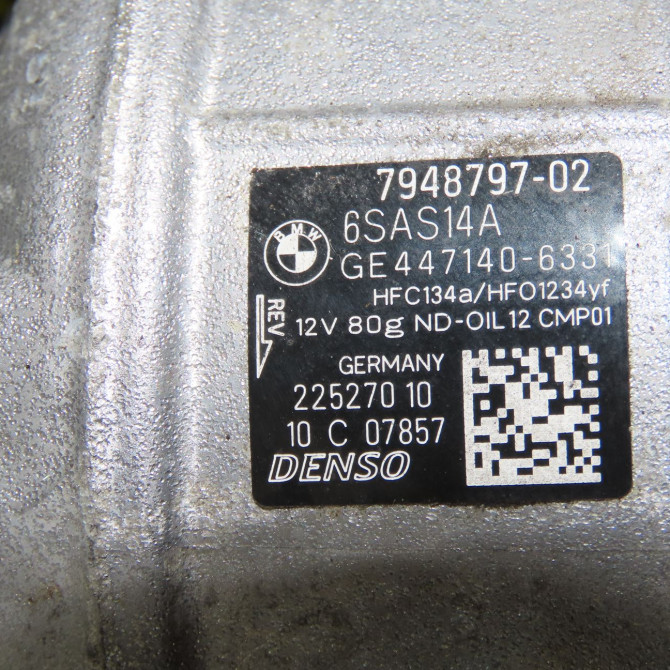 7948797-02
6SAS14A
BMW
GE447140-6331
HFC134a/HFO1234yf
REV
12V 80g ND-OIL12 CMP01
GERMANY
225270 10
10 C 07857
DENSO